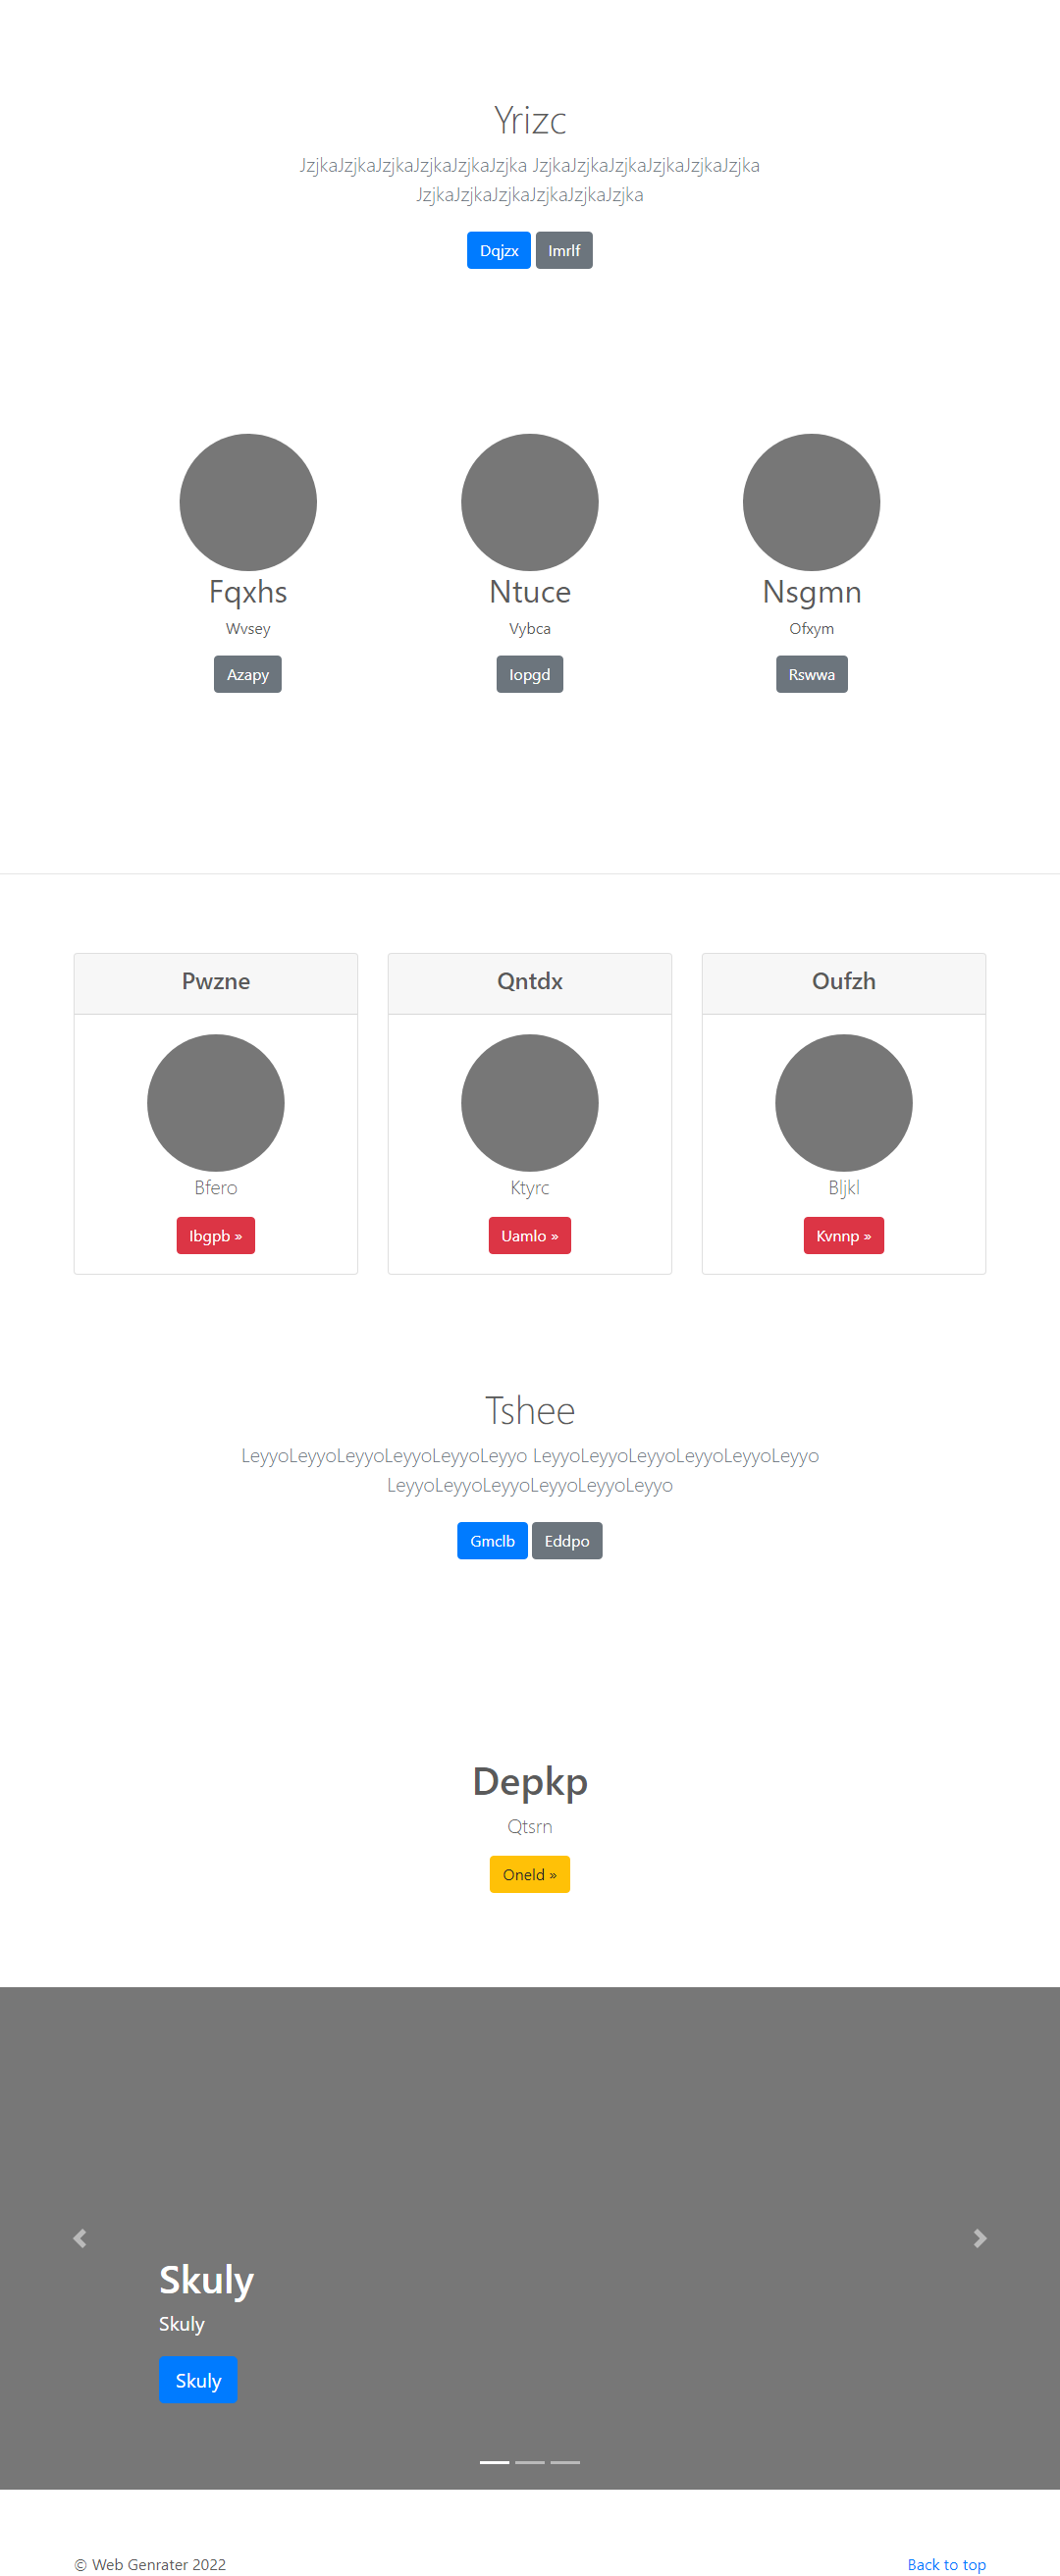 Yrizc
JzjkaJzjkaJzjkaJzjkaJzjkaJzjka JzjkaJzjkaJzjkaJzjkaJzjkaJzjka
JzjkaJzjkaJzjkaJzjkaJzjkaJzjka
Dqjzx Imrlf
Fqxhs Ntuce Nsgmn
Wvsey Vybca Ofxym
Azapy Iopgd Rswwa
Pwzne Qntdx Oufzh
Bfero Ktyrc Bljkl
Ibgpb » Uamlo » Kvnnp »
Tshee
LeyyoLeyyoLeyyoLeyyoLeyyoLeyyo LeyyoLeyyoLeyyoLeyyoLeyyoLeyyo
LeyyoLeyyoLeyyoLeyyoLeyyoLeyyo
Gmclb Eddpo
Depkp
Qtsrn
Oneld »
Skuly
Skuly
Skuly
© Web Genrater 2022 Back to top